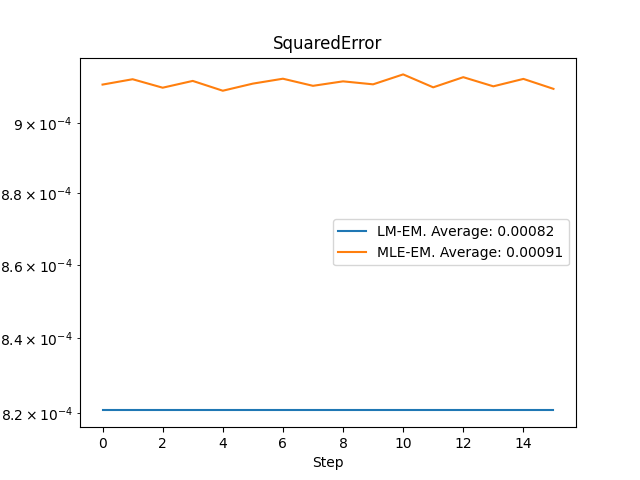 SquaredError
9 × 10⁻⁴
8.8 × 10⁻⁴
8.6 × 10⁻⁴
8.4 × 10⁻⁴
8.2 × 10⁻⁴
LM-EM. Average: 0.00082
MLE-EM. Average: 0.00091
0 2 4 6 8 10 12 14
Step